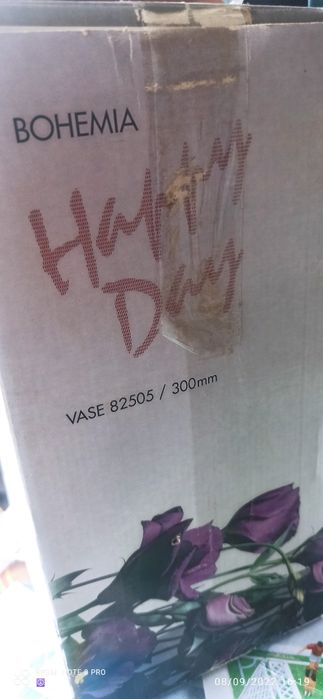 BOHEMIA
Happy
Day
VASE 82505 / 300mm
08/09/2022 16:19